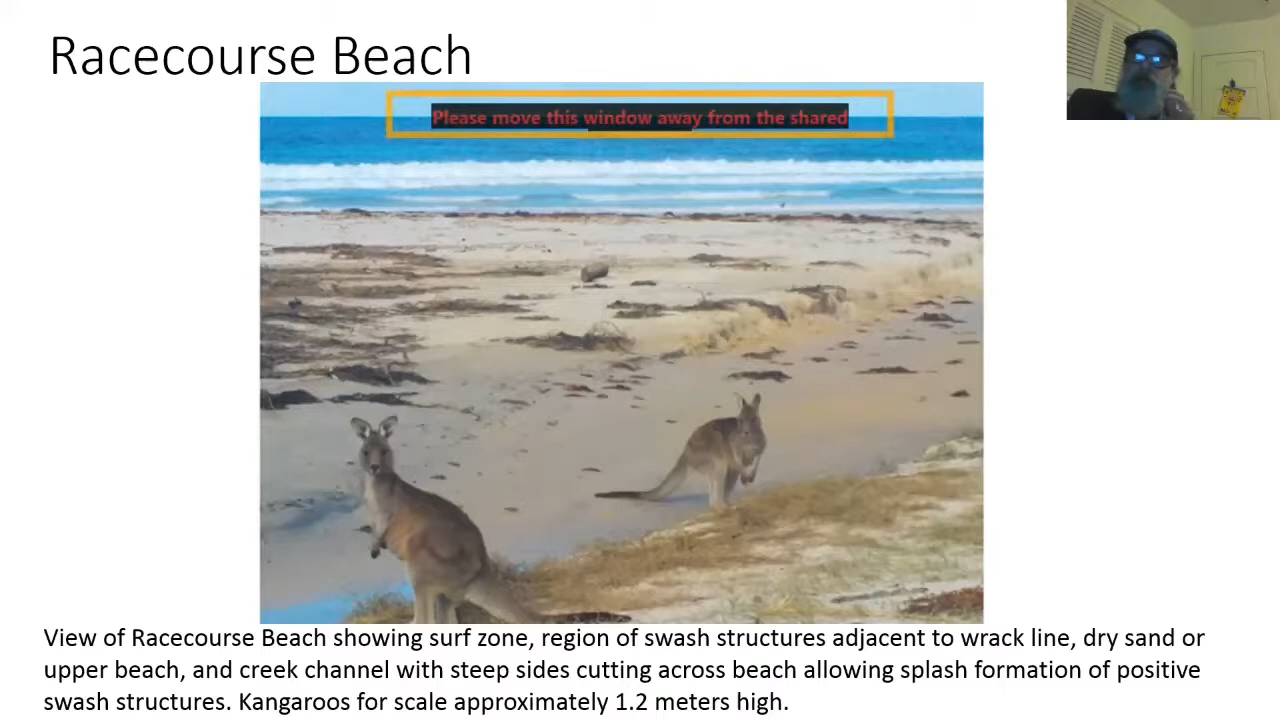 Racecourse Beach
Please move this window away from the shared
View of Racecourse Beach showing surf zone, region of swash structures adjacent to wrack line, dry sand or
upper beach, and creek channel with steep sides cutting across beach allowing splash formation of positive
swash structures. Kangaroos for scale approximately 1.2 meters high.